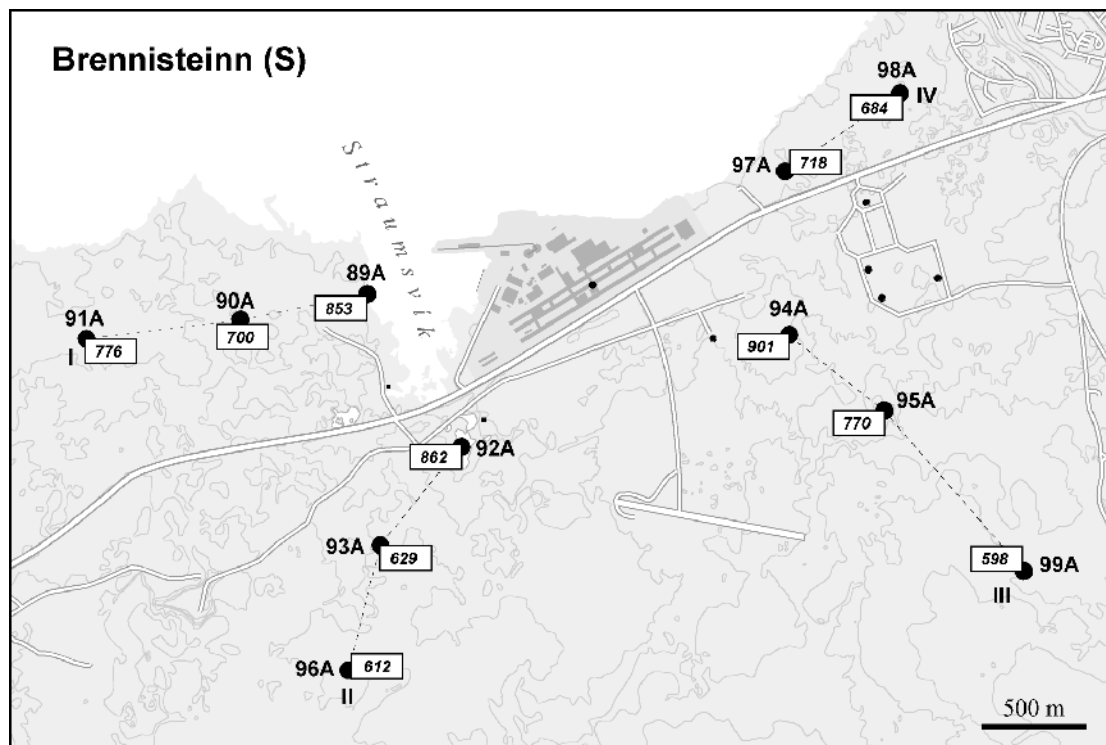 Brennisteinn (S)
98A
684
IV
97A
718
Straumsvik
89A
853
90A
700
91A
776
I
94A
901
95A
770
862
92A
93A
629
598
99A
III
96A
612
II
500 m